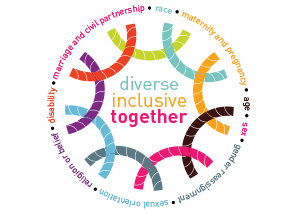 diverse
inclusive
together
• race • maternity and pregnancy • age • sex • gender reassignment • sexual orientation • religion or belief • disability • marriage and civil partnership